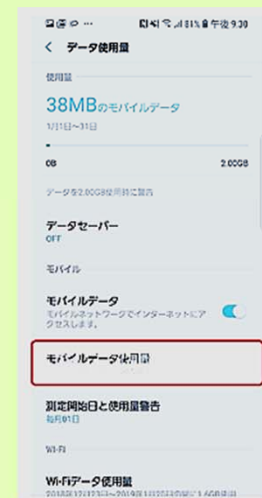 81% 午後 9:30
データ使用量
使用量
38MBのモバイルデータ
1月1日～31日
0B 2.00GB
データを2.00GB使用時に警告
データセーバー
OFF
モバイル
モバイルデータ
モバイルネットワークでインターネットにア
クセスします。
モバイルデータ使用量
測定開始日と使用量警告
毎月01日
Wi-Fi
Wi-Fiデータ使用量